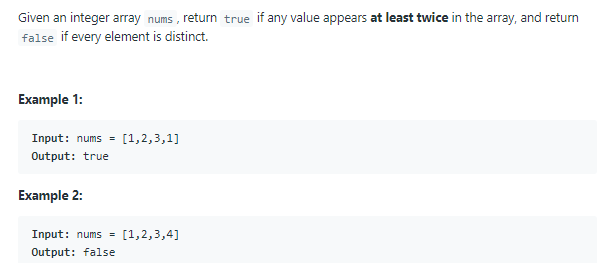 Given an integer array nums, return true if any value appears at least twice in the array, and return
false if every element is distinct.
Example 1:
Input: nums = [1,2,3,1]
Output: true
Example 2:
Input: nums = [1,2,3,4]
Output: false